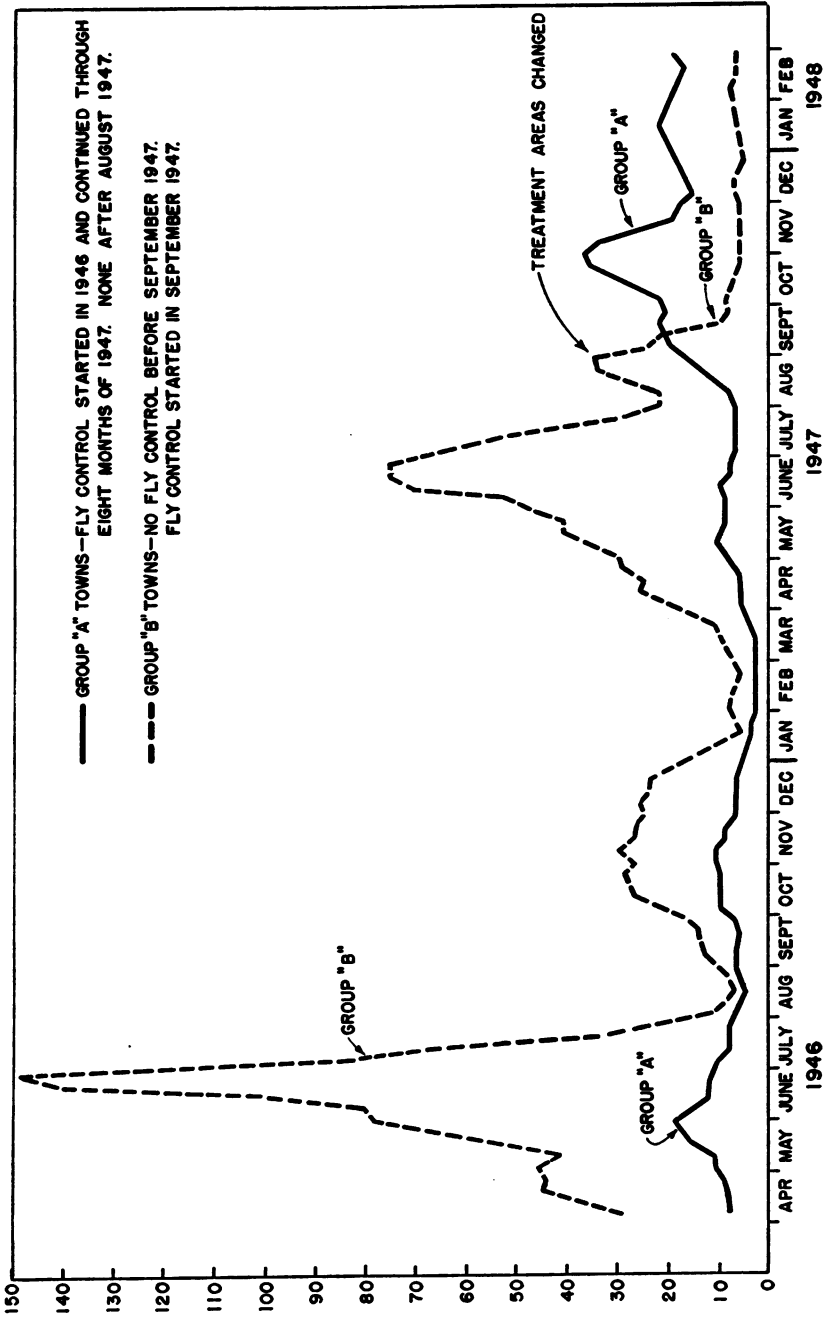 GROUP "A" TOWNS—FLY CONTROL STARTED IN 1946 AND CONTINUED THROUGH
EIGHT MONTHS OF 1947. NONE AFTER AUGUST 1947.
GROUP "B" TOWNS—NO FLY CONTROL BEFORE SEPTEMBER 1947.
FLY CONTROL STARTED IN SEPTEMBER 1947.
TREATMENT AREAS CHANGED
GROUP "A"
GROUP "B"
GROUP "B"
GROUP "A"
150
140
130
120
110
100
90
80
70
60
50
40
30
20
10
0
APR MAY JUNE JULY AUG SEPT OCT NOV DEC JAN FEB MAR APR MAY JUNE JULY AUG SEPT OCT NOV DEC JAN FEB
1946 1947 1948